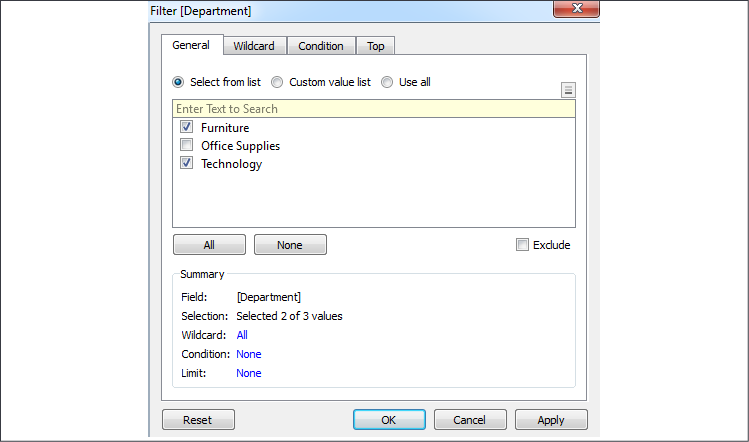 Filter [Department]
General Wildcard Condition Top
Select from list Custom value list Use all
Enter Text to Search
Furniture
Office Supplies
Technology
All None Exclude
Summary
Field: [Department]
Selection: Selected 2 of 3 values
Wildcard: All
Condition: None
Limit: None
Reset OK Cancel Apply